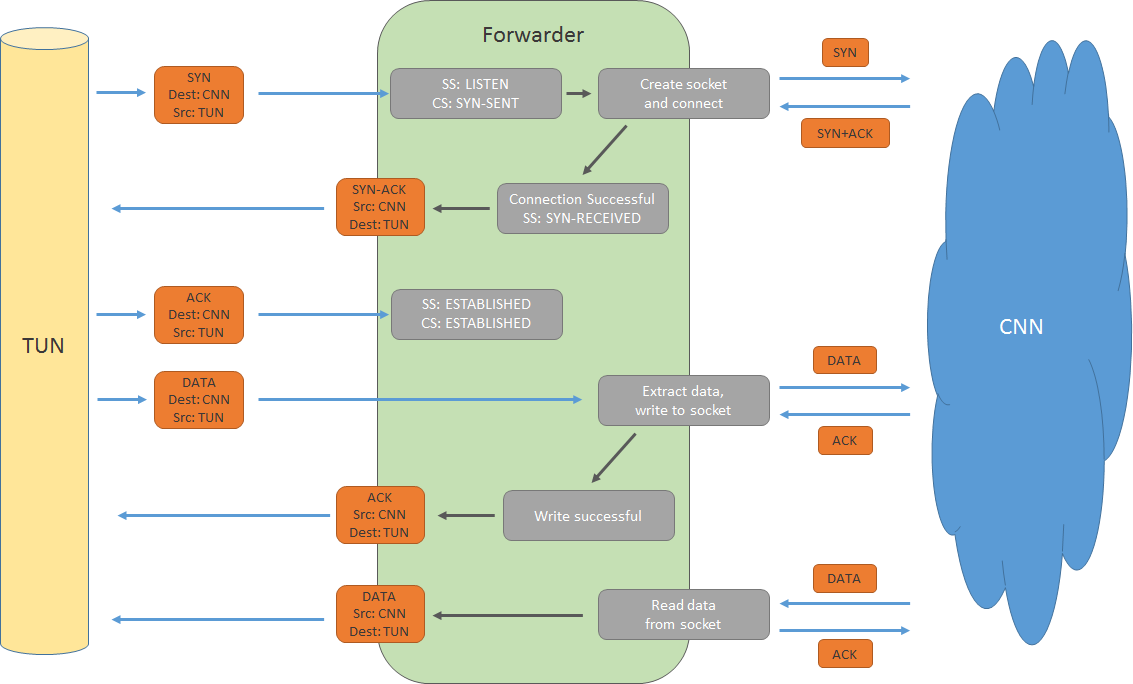 Forwarder
SYN
SYN
Dest: CNN
Src: TUN
SS: LISTEN
CS: SYN-SENT
Create socket
and connect
SYN+ACK
SYN-ACK
Src: CNN
Dest: TUN
Connection Successful
SS: SYN-RECEIVED
ACK
Dest: CNN
Src: TUN
SS: ESTABLISHED
CS: ESTABLISHED
TUN
CNN
DATA
DATA
Dest: CNN
Src: TUN
Extract data,
write to socket
ACK
ACK
Src: CNN
Dest: TUN
Write successful
DATA
DATA
Src: CNN
Dest: TUN
Read data
from socket
ACK